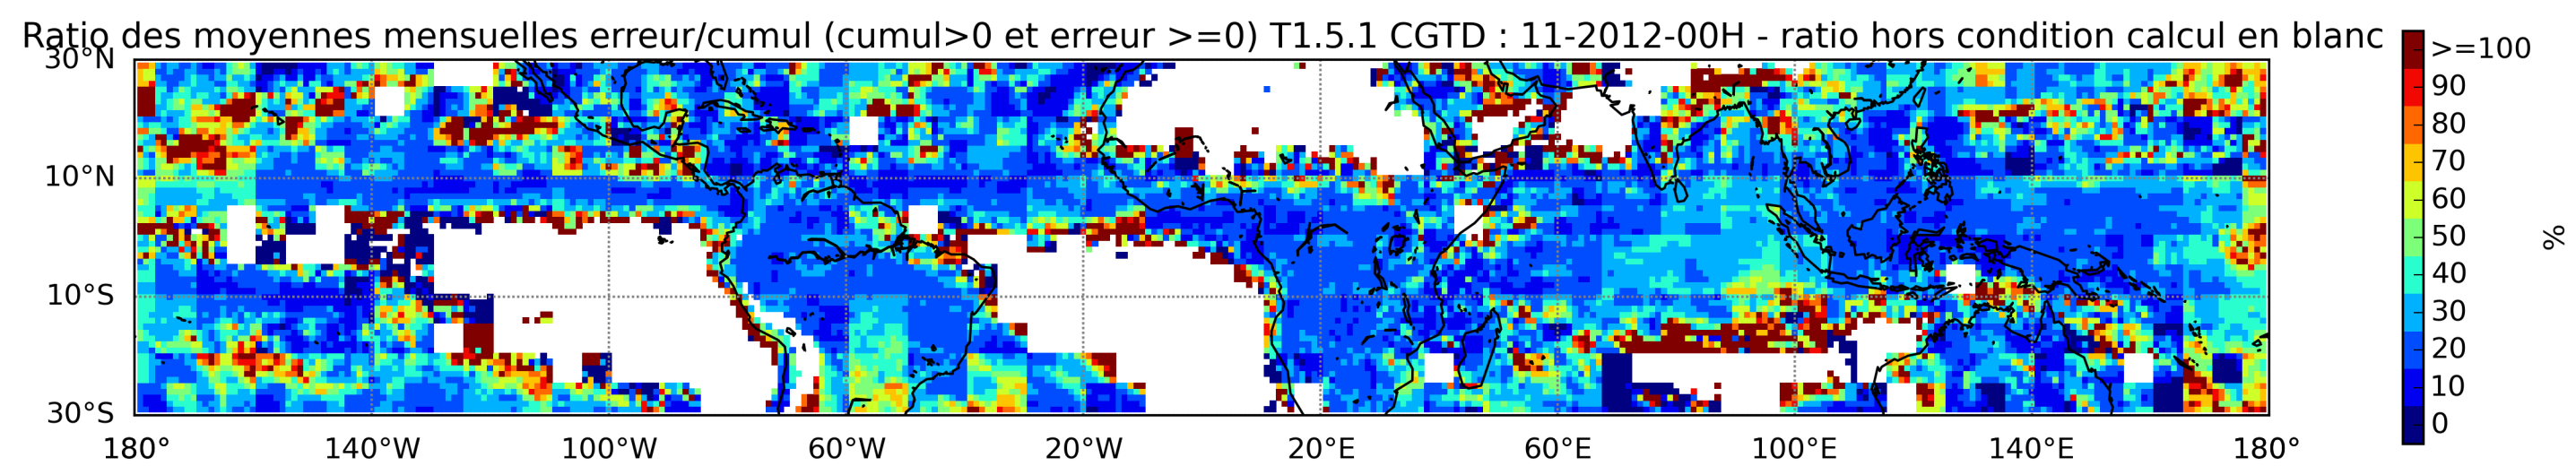 Ratio des moyennes mensuelles erreur/cumul (cumul>0 et erreur >=0) T1.5.1 CGTD : 11-2012-00H - ratio hors condition calcul en blanc
30°N
10°N
10°S
30°S
180° 140°W 100°W 60°W 20°W 20°E 60°E 100°E 140°E 180°
>=100
90
80
70
60
50
40
30
20
10
0
%